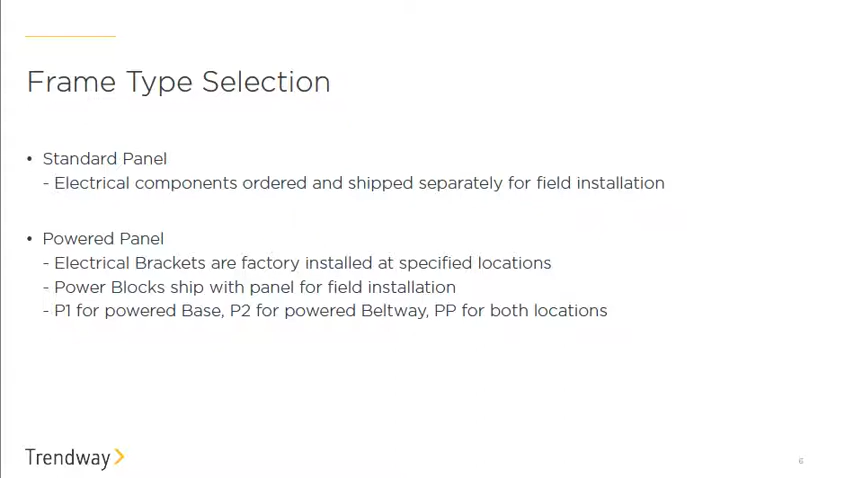 Frame Type Selection
• Standard Panel
- Electrical components ordered and shipped separately for field installation
• Powered Panel
- Electrical Brackets are factory installed at specified locations
- Power Blocks ship with panel for field installation
- P1 for powered Base, P2 for powered Beltway, PP for both locations
Trendway
6